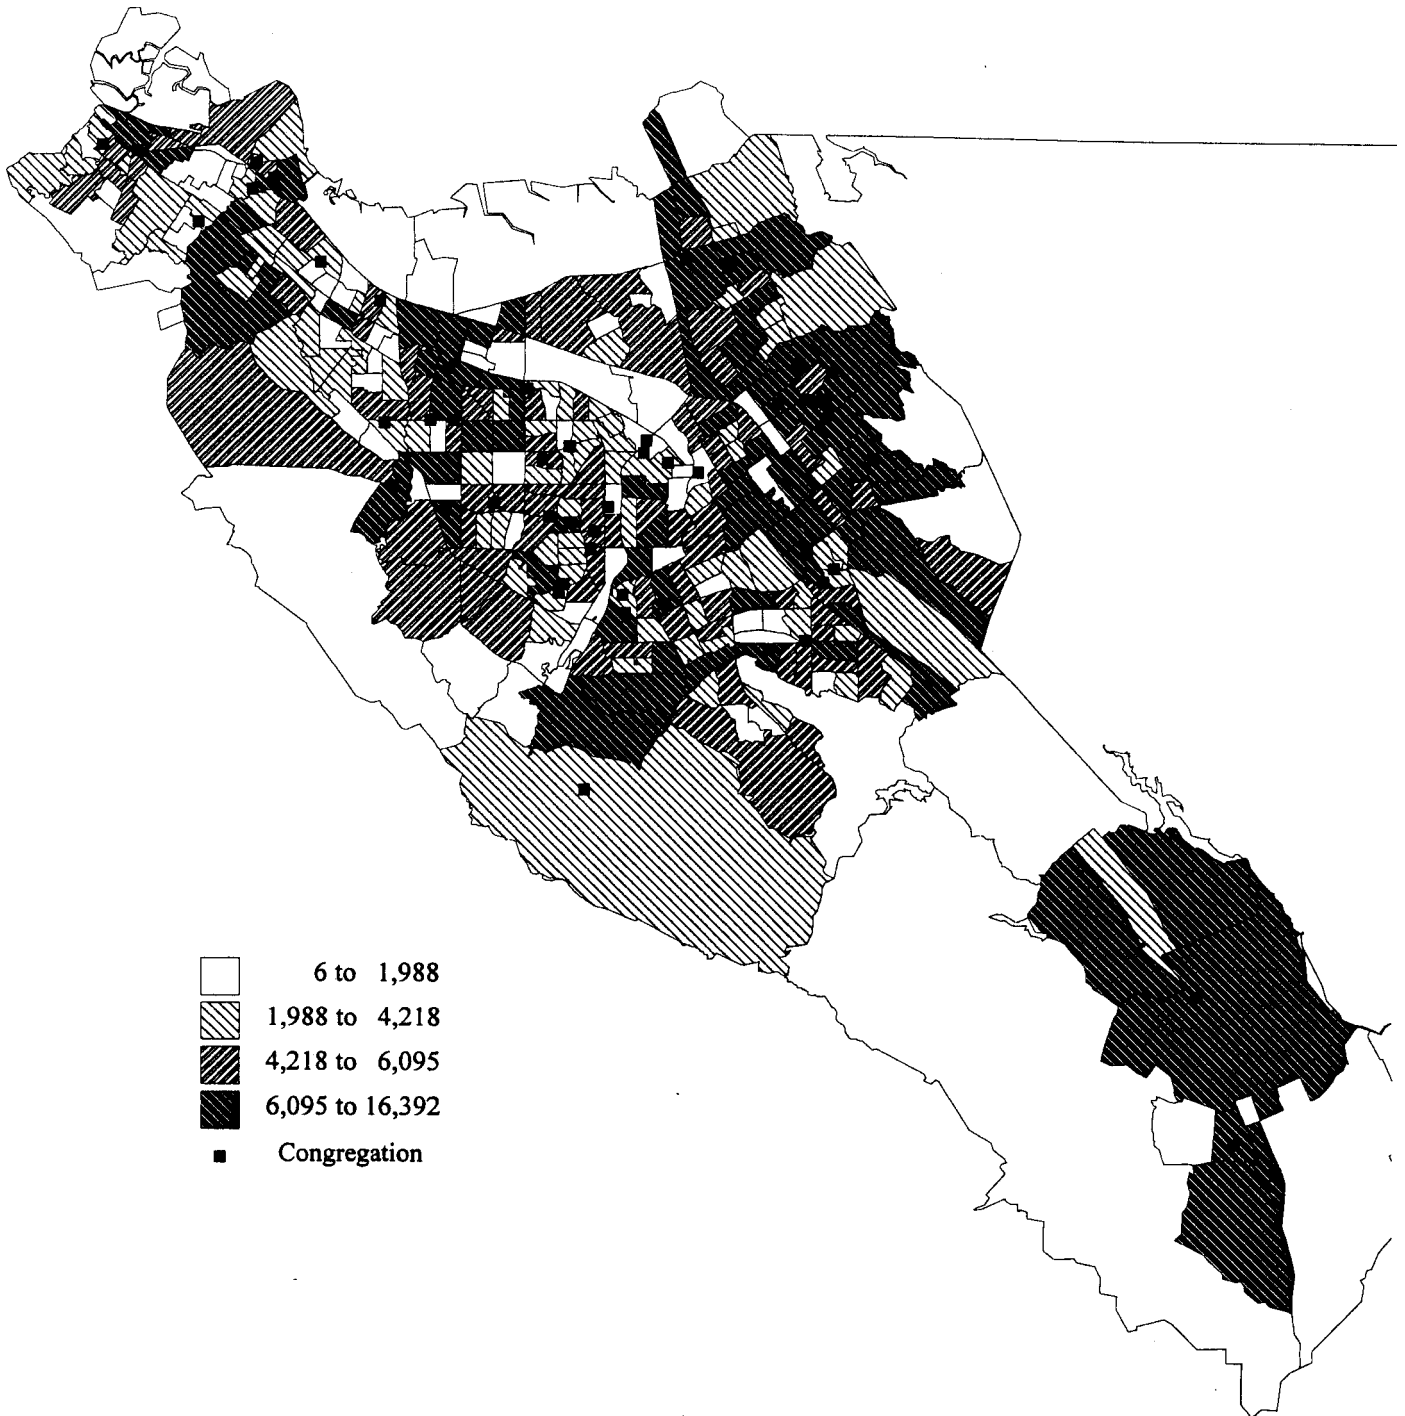 6 to 1,988
1,988 to 4,218
4,218 to 6,095
6,095 to 16,392
Congregation